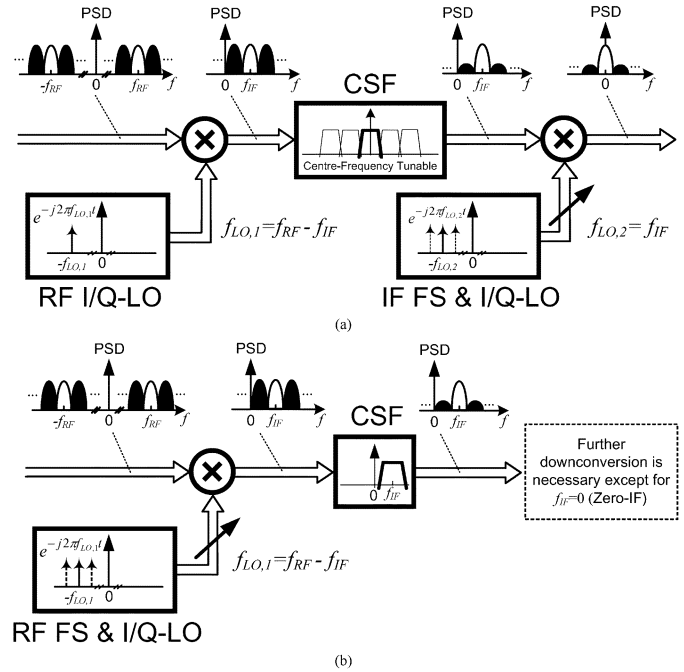 PSD
PSD
PSD
PSD
... ...
-fRF 0 fRF f
0 fIF f
0 fIF f
0 f
CSF
Centre-Frequency Tunable
e^-j2πfLO,1t
-fLO,1 0
fLO,1=fRF - fIF
RF I/Q-LO
e^-j2πfLO,2t
-fLO,2 0
fLO,2= fIF
IF FS & I/Q-LO
(a)
PSD
PSD
PSD
... ...
-fRF 0 fRF f
0 fIF f
0 fIF f
CSF
0 fIF
Further
downconversion is
necessary except for
fIF=0 (Zero-IF)
e^-j2πfLO,1t
-fLO,1 0
fLO,1=fRF - fIF
RF FS & I/Q-LO
(b)